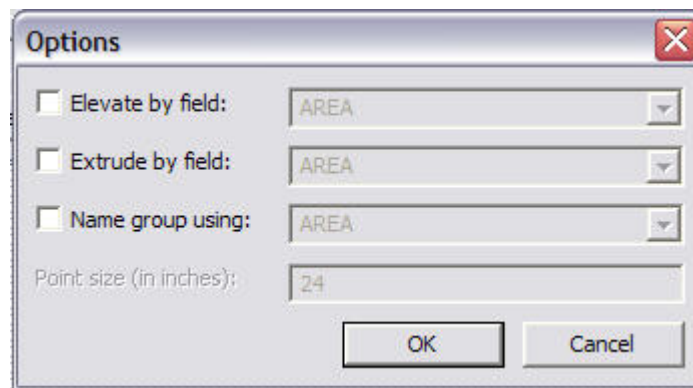 Options
Elevate by field: AREA
Extrude by field: AREA
Name group using: AREA
Point size (in inches): 24
OK Cancel